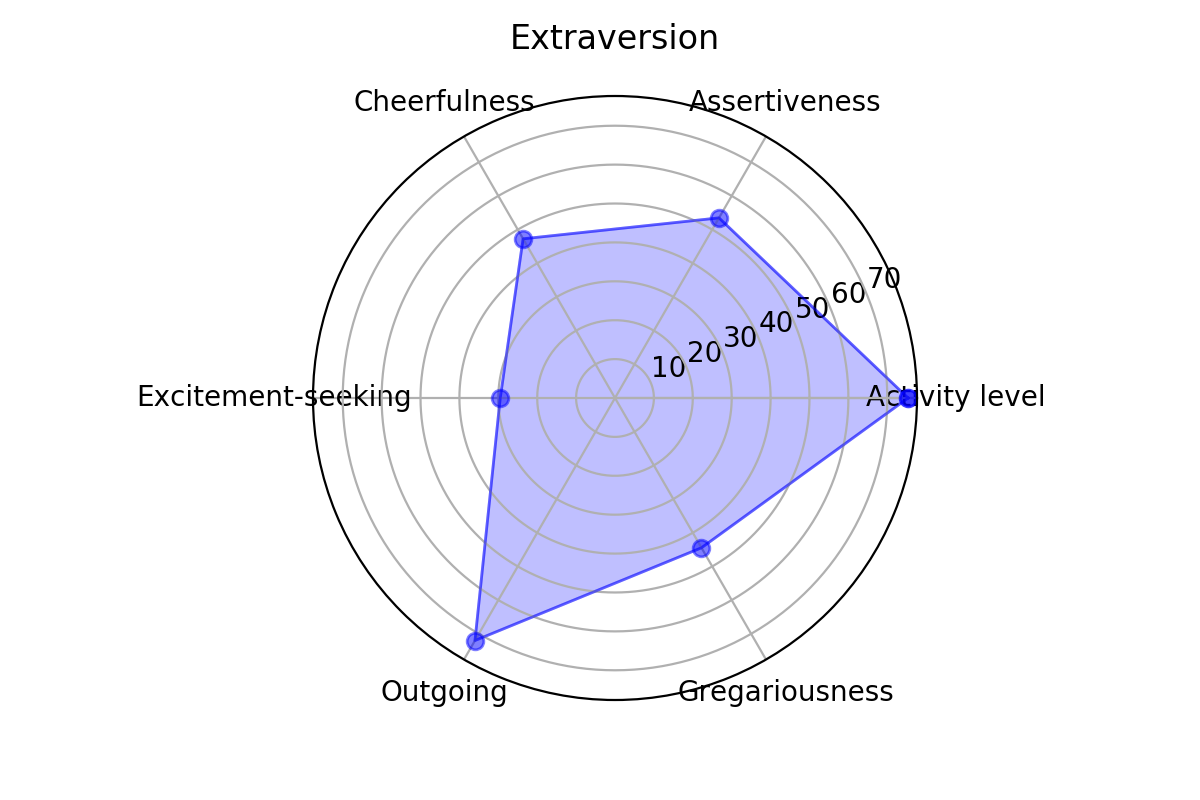 Extraversion
Cheerfulness
Assertiveness
70
60
50
40
30
20
10
Excitement-seeking
Activity level
Outgoing
Gregariousness